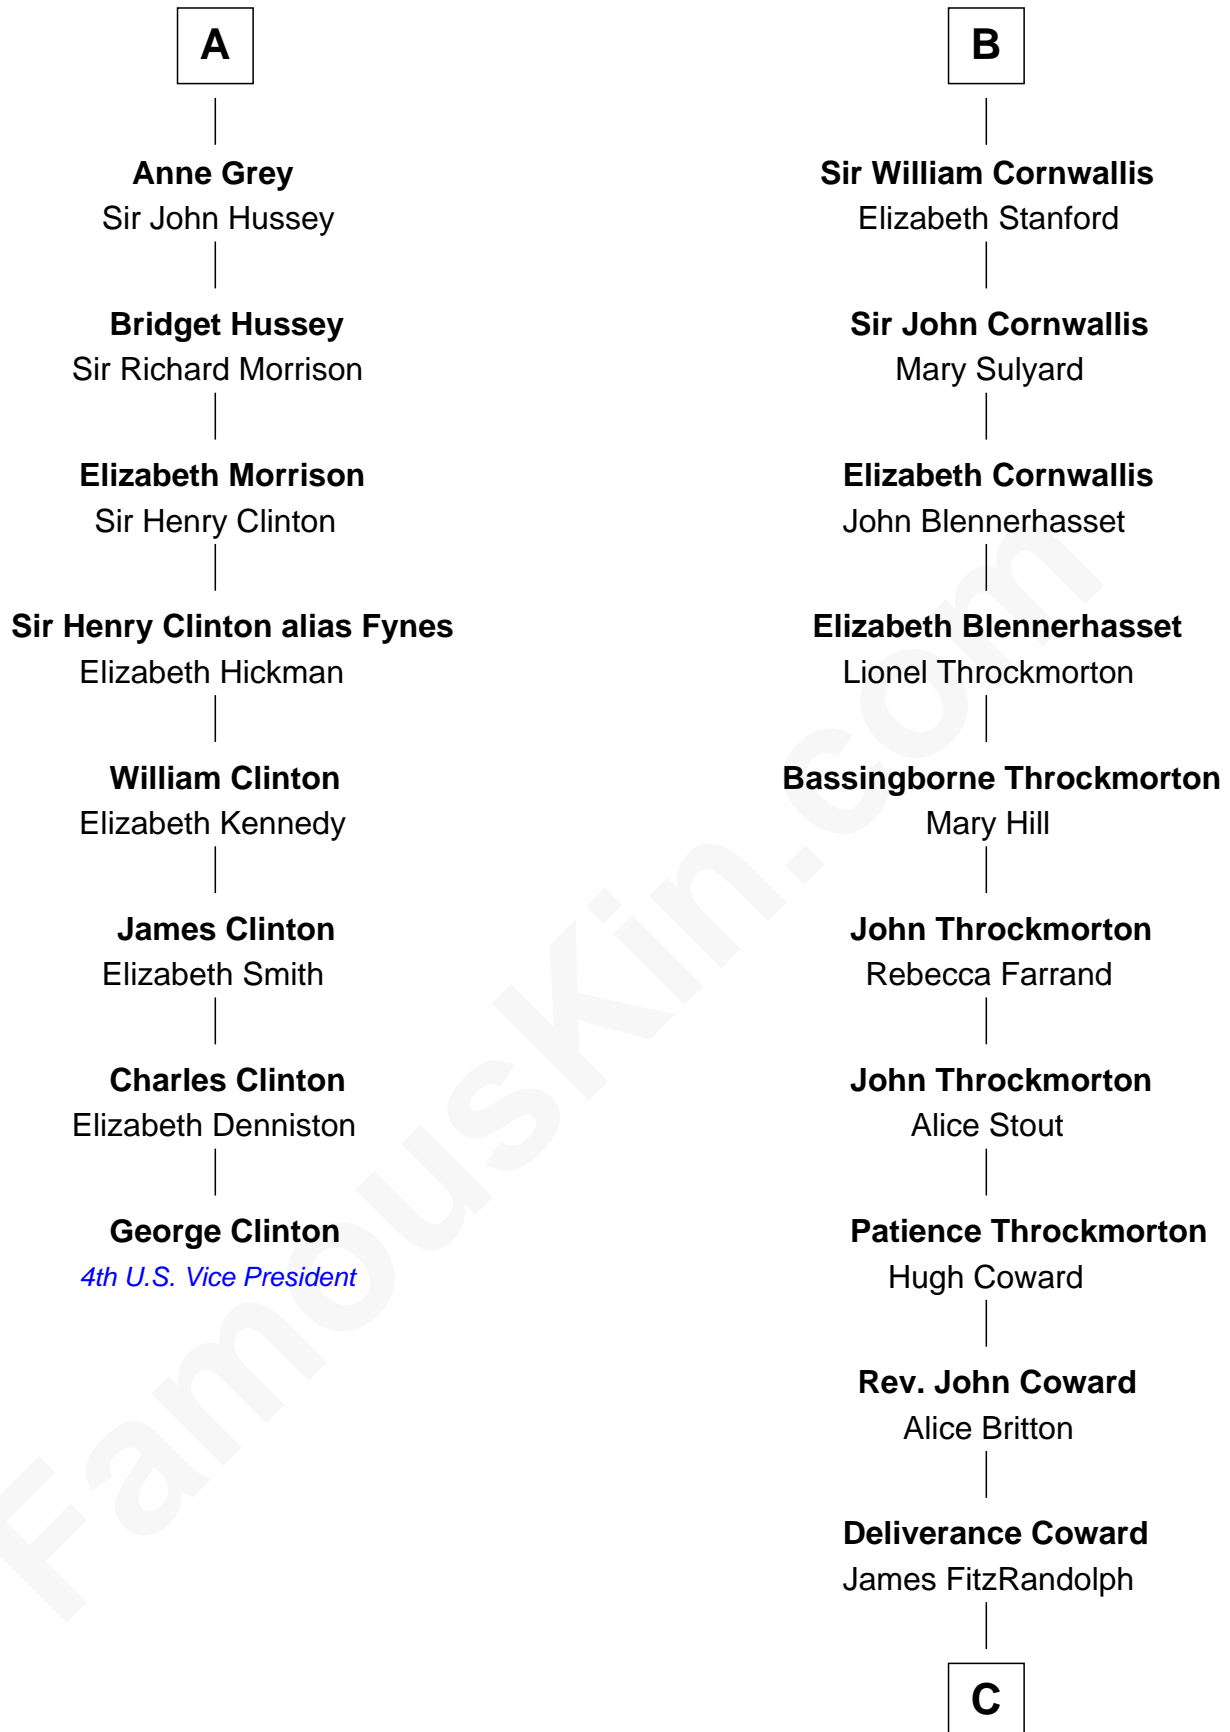 A
Anne Grey
Sir John Hussey
Bridget Hussey
Sir Richard Morrison
Elizabeth Morrison
Sir Henry Clinton
Sir Henry Clinton alias Fynes
Elizabeth Hickman
William Clinton
Elizabeth Kennedy
James Clinton
Elizabeth Smith
Charles Clinton
Elizabeth Denniston
George Clinton
4th U.S. Vice President
B
Sir William Cornwallis
Elizabeth Stanford
Sir John Cornwallis
Mary Sulyard
Elizabeth Cornwallis
John Blennerhasset
Elizabeth Blennerhasset
Lionel Throckmorton
Bassingborne Throckmorton
Mary Hill
John Throckmorton
Rebecca Farrand
John Throckmorton
Alice Stout
Patience Throckmorton
Hugh Coward
Rev. John Coward
Alice Britton
Deliverance Coward
James FitzRandolph
C
FamousKin.com